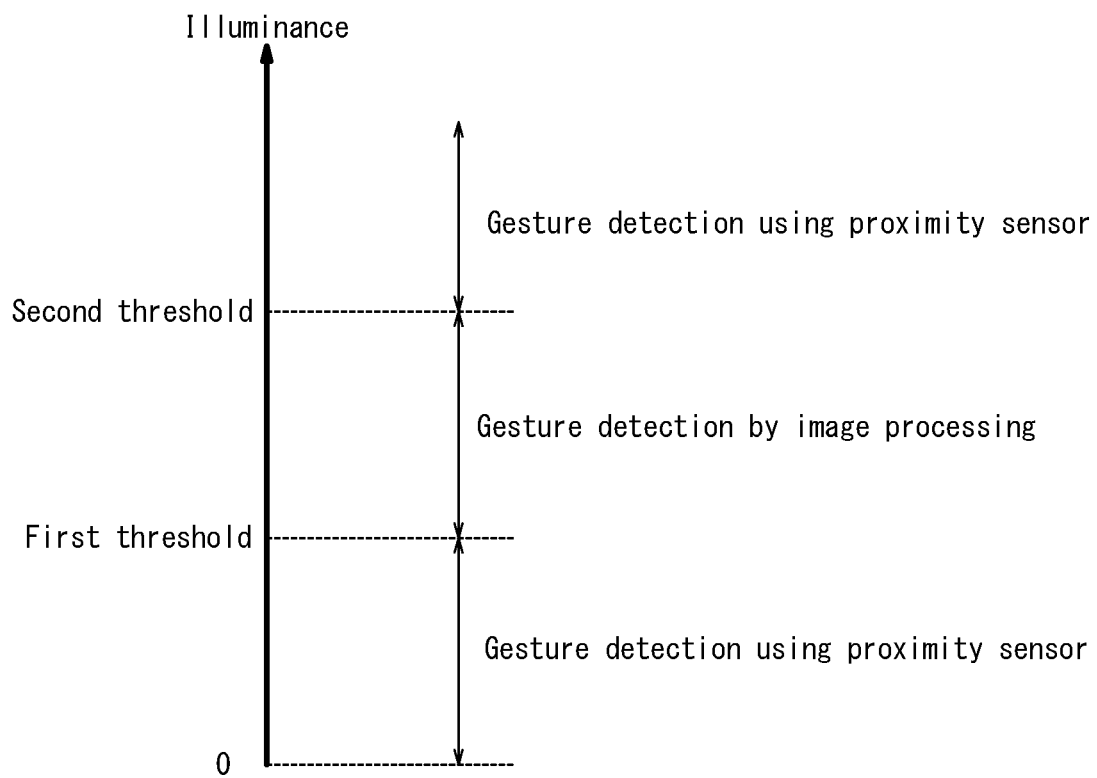 Illuminance
Gesture detection using proximity sensor
Second threshold
Gesture detection by image processing
First threshold
Gesture detection using proximity sensor
0